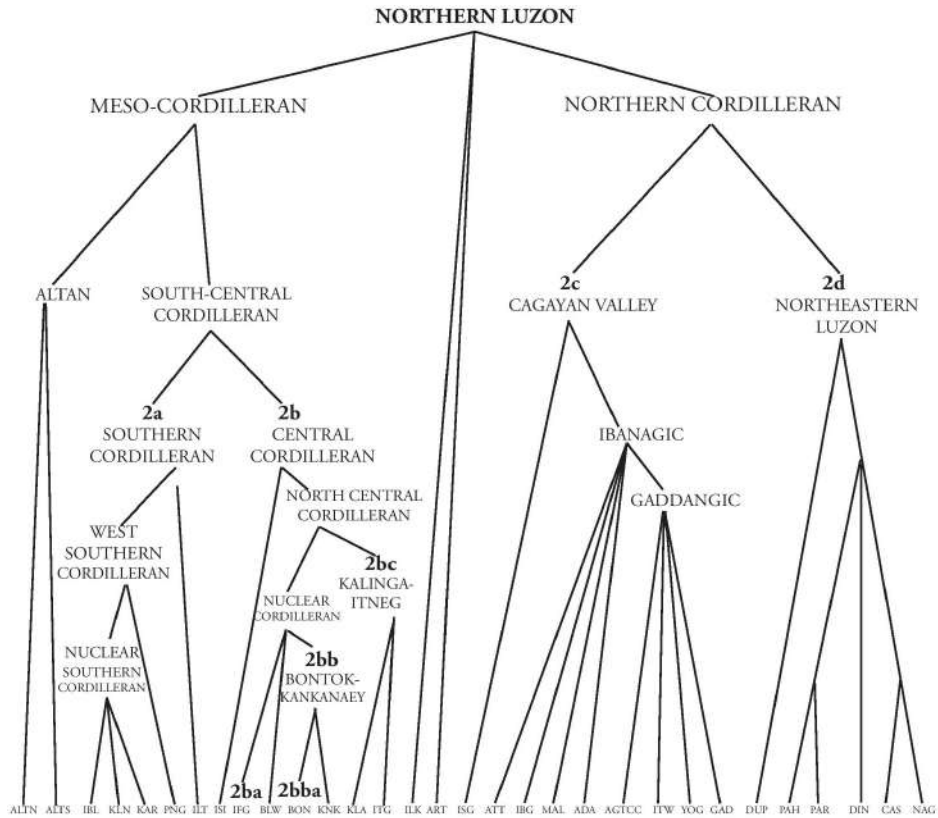 NORTHERN LUZON
MESO-CORDILLERAN
NORTHERN CORDILLERAN
ALTAN
SOUTH-CENTRAL
CORDILLERAN
2c
CAGAYAN VALLEY
2d
NORTHEASTERN
LUZON
2a
SOUTHERN
CORDILLERAN
2b
CENTRAL
CORDILLERAN
IBANAGIC
GADDANGIC
NORTH CENTRAL
CORDILLERAN
WEST
SOUTHERN
CORDILLERAN
2bc
KALINGA-
ITNEG
NUCLEAR
CORDILLERAN
NUCLEAR
SOUTHERN
CORDILLERAN
2bb
BONTOK-
KANKANAEY
2ba
2bba
ALTN ALTS IBL KLN KAR PNG ILT ISI IFG BLW BON KNK KLA ITG ILK ART ISG ATT IBG MAL ADA AGTCC ITW YOG GAD DUP PAH PAR DIN CAS NAG